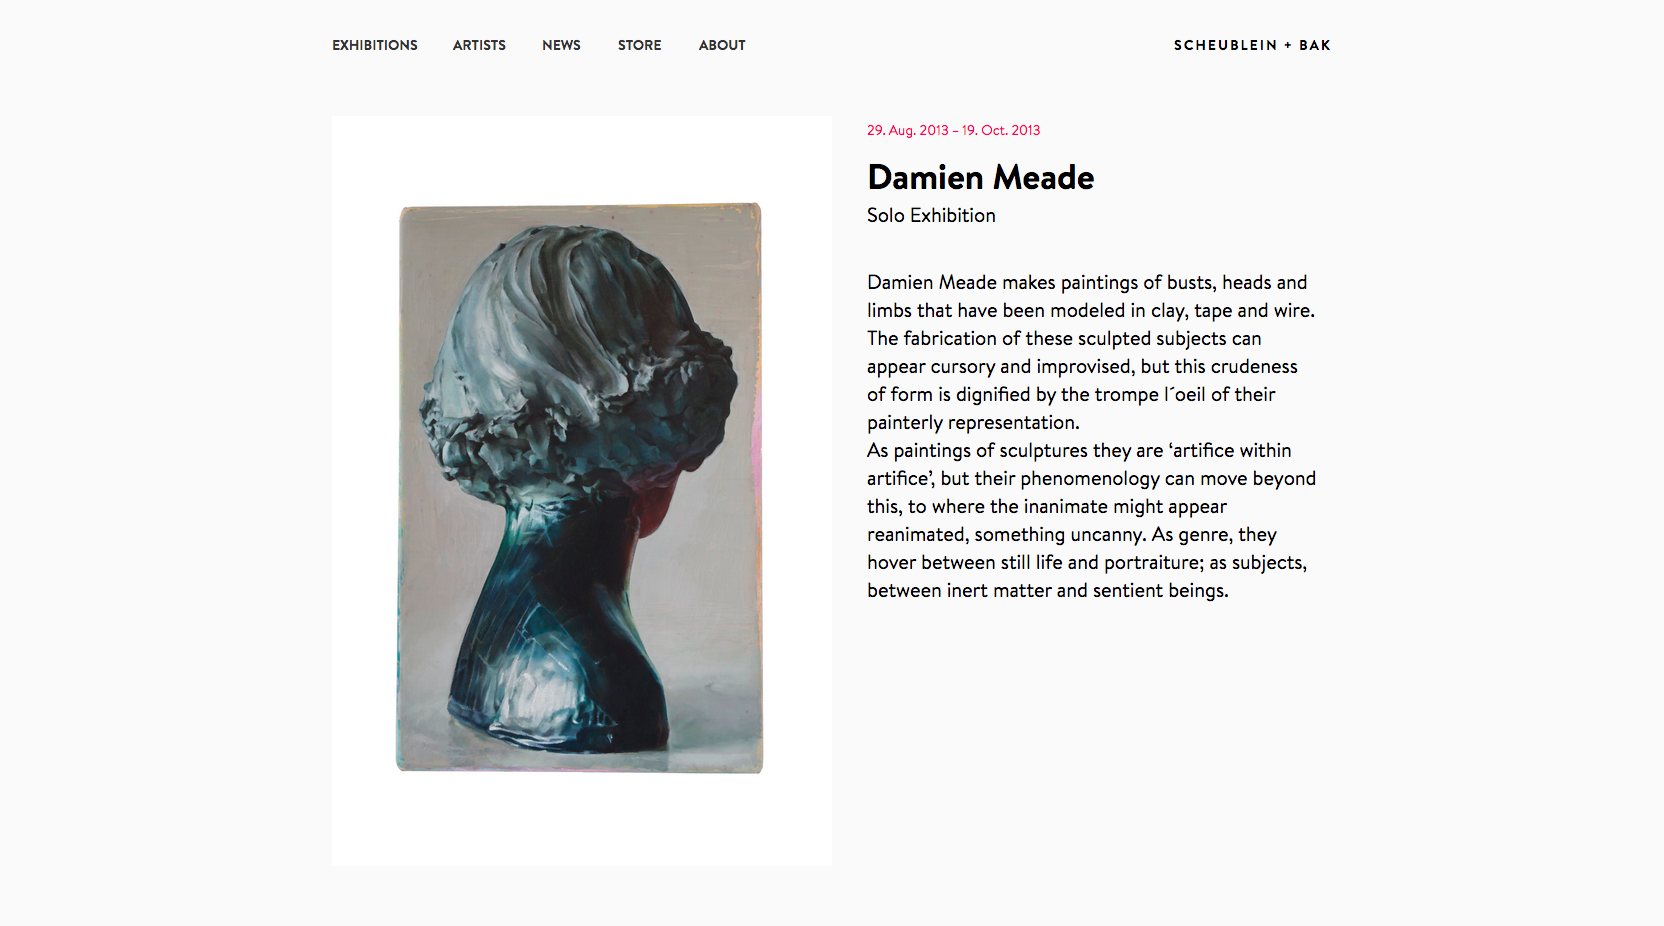 EXHIBITIONS ARTISTS NEWS STORE ABOUT SCHEUBLEIN + BAK
29. Aug. 2013 – 19. Oct. 2013
Damien Meade
Solo Exhibition
Damien Meade makes paintings of busts, heads and
limbs that have been modeled in clay, tape and wire.
The fabrication of these sculpted subjects can
appear cursory and improvised, but this crudeness
of form is dignified by the trompe l´oeil of their
painterly representation.
As paintings of sculptures they are ‘artifice within
artifice’, but their phenomenology can move beyond
this, to where the inanimate might appear
reanimated, something uncanny. As genre, they
hover between still life and portraiture; as subjects,
between inert matter and sentient beings.